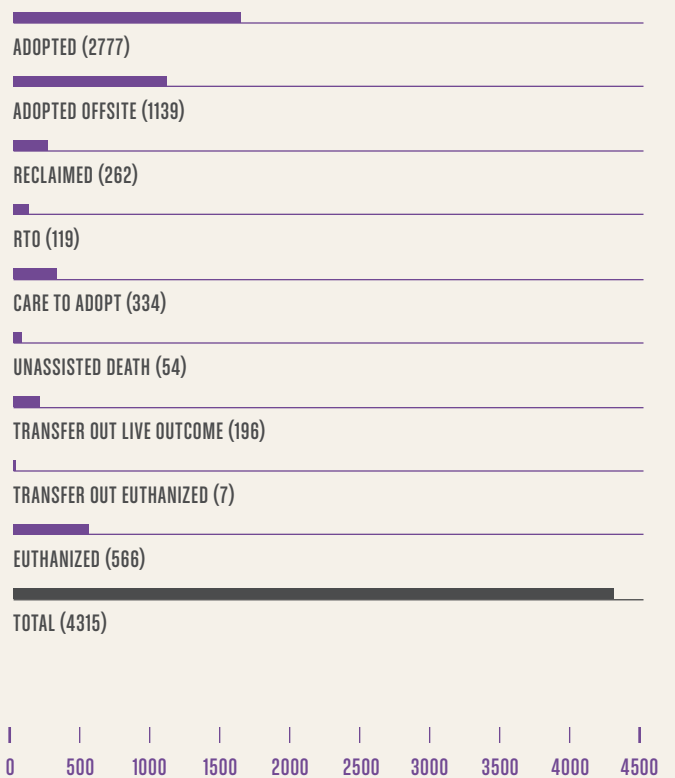 ADOPTED (2777)
ADOPTED OFFSITE (1139)
RECLAIMED (262)
RTO (119)
CARE TO ADOPT (334)
UNASSISTED DEATH (54)
TRANSFER OUT LIVE OUTCOME (196)
TRANSFER OUT EUTHANIZED (7)
EUTHANIZED (566)
TOTAL (4315)
0 500 1000 1500 2000 2500 3000 3500 4000 4500